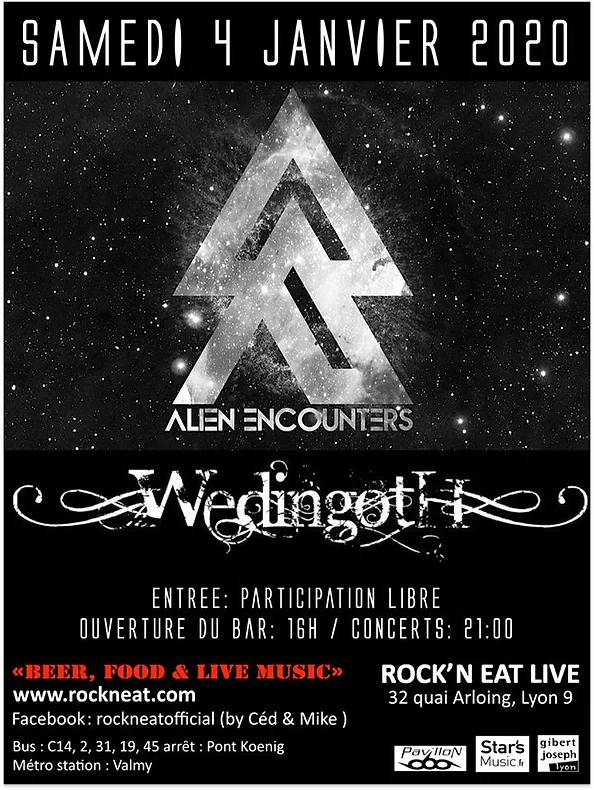 SAMEDI 4 JANVIER 2020
ALIEN ENCOUNTERS
WedingotH
ENTREE: PARTICIPATION LIBRE
OUVERTURE DU BAR: 16H / CONCERTS: 21:00
«BEER, FOOD & LIVE MUSIC»
www.rockneat.com
Facebook: rockneatofficial (by Céd & Mike )
Bus : C14, 2, 31, 19, 45 arrêt : Pont Koenig
Métro station : Valmy
ROCK'N EAT LIVE
32 quai Arloing, Lyon 9
PavilloN
Star's
Music.fr
gibert
joseph
lyon